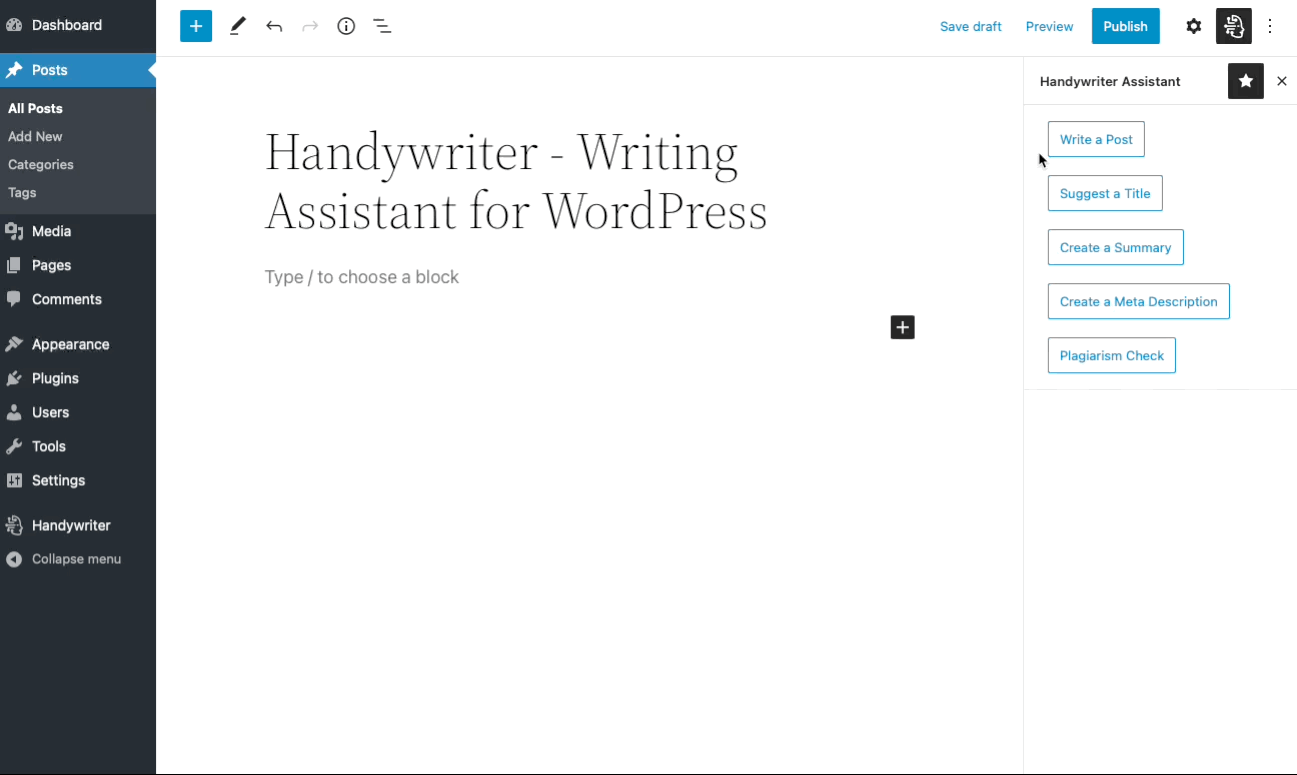 Dashboard
Posts
All Posts
Add New
Categories
Tags
Media
Pages
Comments
Appearance
Plugins
Users
Tools
Settings
Handywriter
Collapse menu
Save draft
Preview
Publish
Handywriter - Writing
Assistant for WordPress
Type / to choose a block
Handywriter Assistant
Write a Post
Suggest a Title
Create a Summary
Create a Meta Description
Plagiarism Check